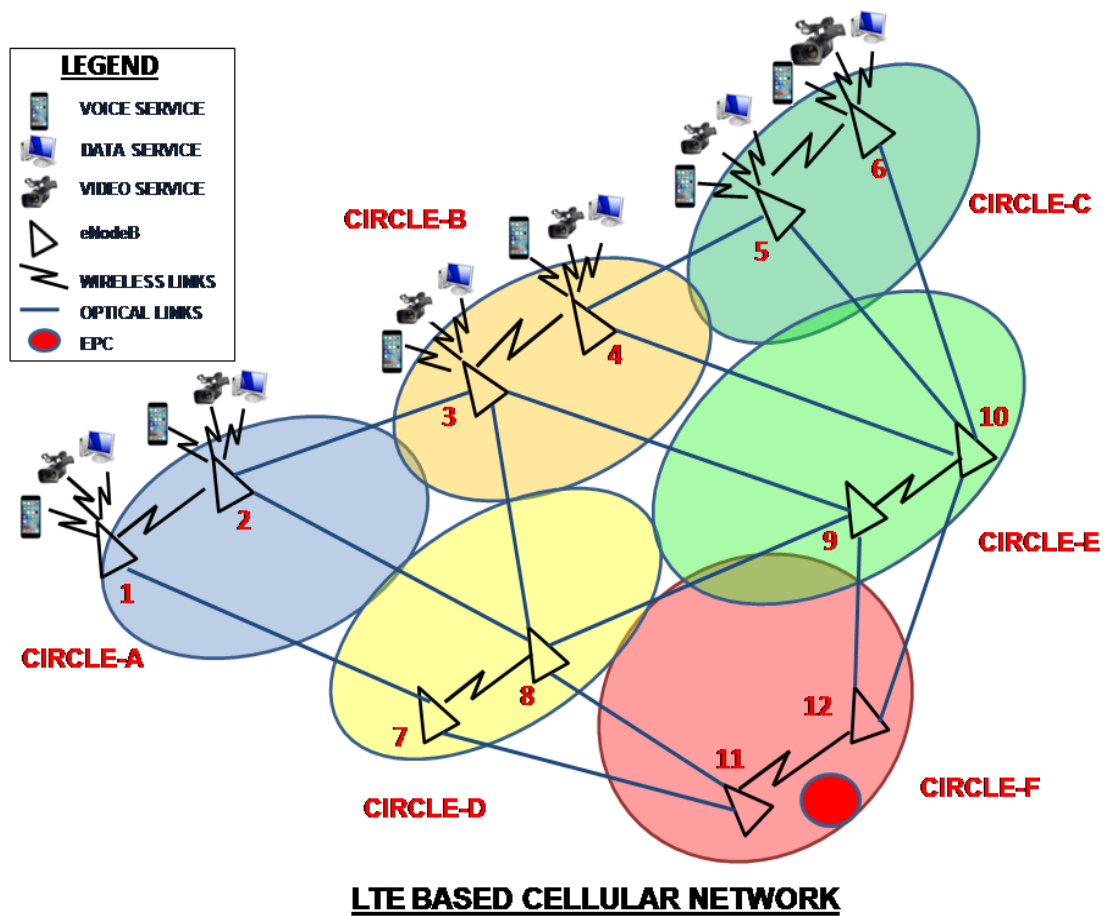 LEGEND
VOICE SERVICE
DATA SERVICE
VIDEO SERVICE
eNodeB
WIRELESS LINKS
OPTICAL LINKS
EPC
6
CIRCLE-C
CIRCLE-B
5
4
3
10
2
9
CIRCLE-E
1
CIRCLE-A
8
12
7
11
CIRCLE-D
CIRCLE-F
LTE BASED CELLULAR NETWORK